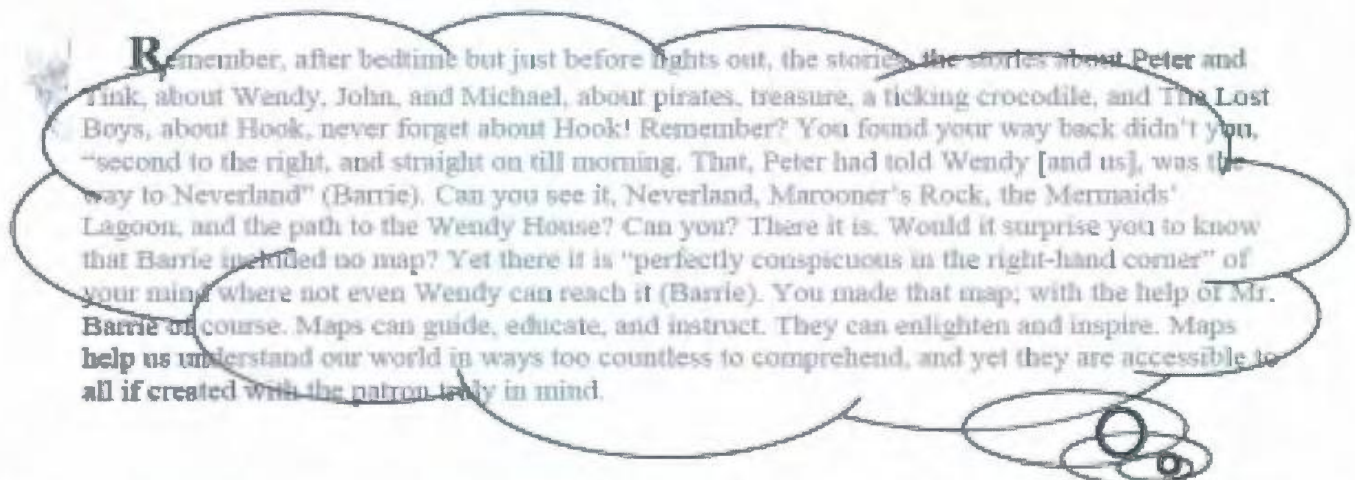 Remember, after bedtime but just before lights out, the stories, the stories about Peter and
Tink, about Wendy, John, and Michael, about pirates, treasure, a ticking crocodile, and The Lost
Boys, about Hook, never forget about Hook! Remember? You found your way back didn't you,
"second to the right, and straight on till morning. That, Peter had told Wendy [and us], was the
way to Neverland" (Barrie). Can you see it, Neverland, Marooner's Rock, the Mermaids'
Lagoon, and the path to the Wendy House? Can you? There it is. Would it surprise you to know
that Barrie included no map? Yet there it is "perfectly conspicuous in the right-hand corner" of
your mind where not even Wendy can reach it (Barrie). You made that map; with the help of Mr.
Barrie of course. Maps can guide, educate, and instruct. They can enlighten and inspire. Maps
help us understand our world in ways too countless to comprehend, and yet they are accessible to
all if created with the patron truly in mind.